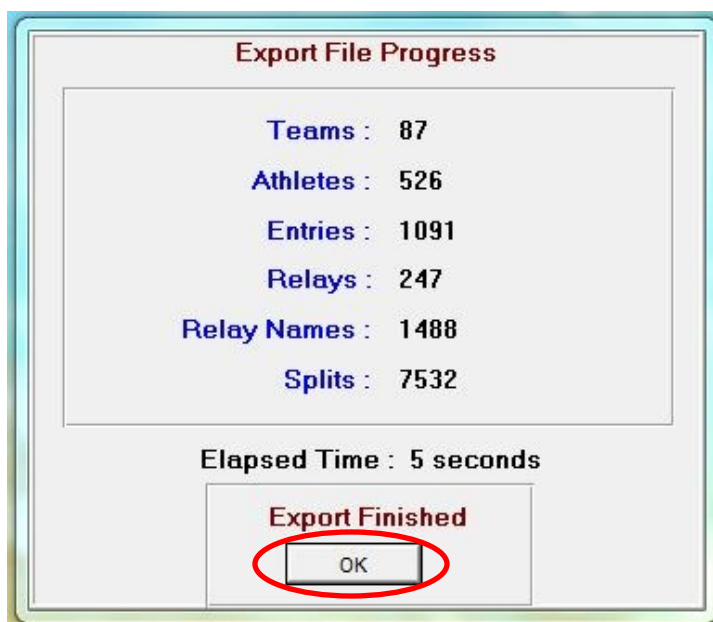 Export File Progress
Teams : 87
Athletes : 526
Entries : 1091
Relays : 247
Relay Names : 1488
Splits : 7532
Elapsed Time : 5 seconds
Export Finished
OK